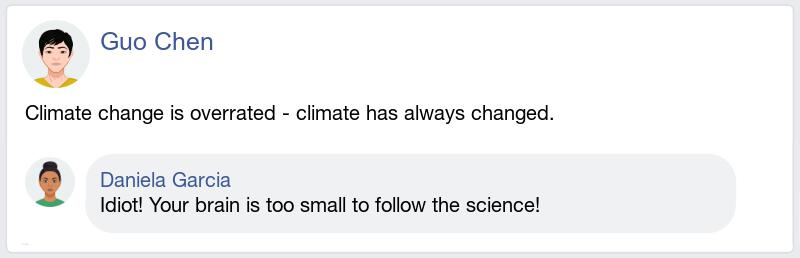 Guo Chen
Climate change is overrated - climate has always changed.
Daniela Garcia
Idiot! Your brain is too small to follow the science!